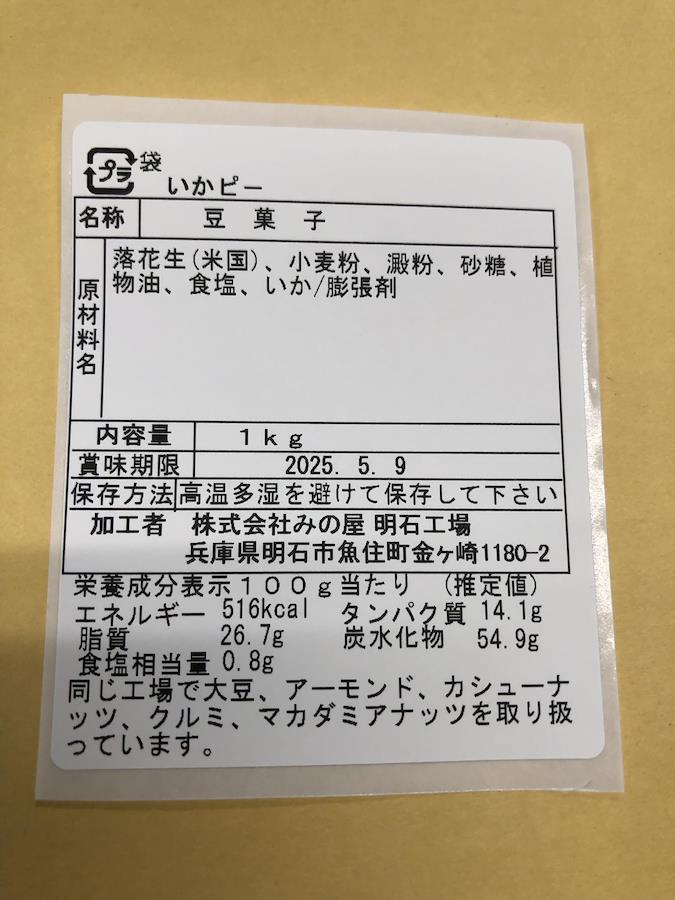 プラ 袋
いかピー
名称 豆菓子
原材料名 落花生(米国)、小麦粉、澱粉、砂糖、植
物油、食塩、いか/膨張剤
内容量 1kg
賞味期限 2025. 5. 9
保存方法 高温多湿を避けて保存して下さい
加工者 株式会社みの屋 明石工場
兵庫県明石市魚住町金ヶ崎1180-2
栄養成分表示100g当たり (推定値)
エネルギー 516kcal タンパク質 14.1g
脂質 26.7g 炭水化物 54.9g
食塩相当量 0.8g
同じ工場で大豆、アーモンド、カシューナ
ッツ、クルミ、マカダミアナッツを取り扱
っています。